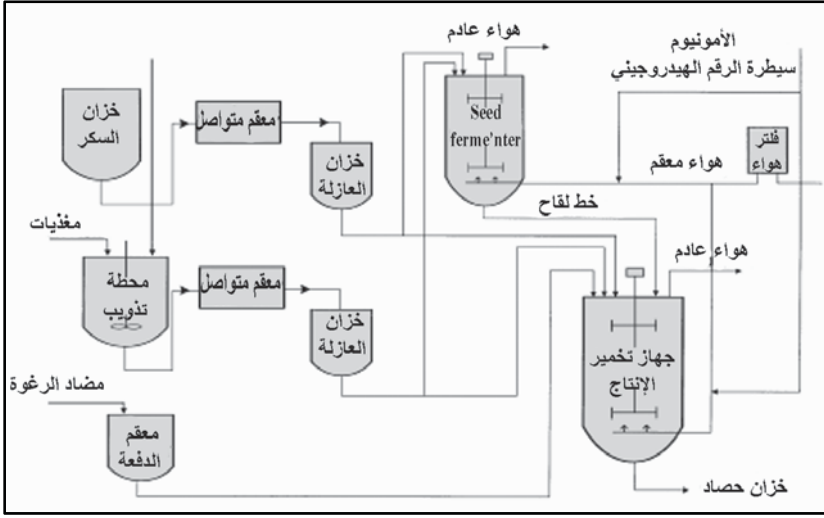 هواء عادم
الأمونيوم
سيطرة الرقم الهيدروجيني
خزان
السكر
معقم متواصل
Seed
ferme'nter
فلتر
هواء
خزان
العازلة
هواء معقم
خط لقاح
مغذيات
هواء عادم
محطة
تذويب
معقم متواصل
خزان
العازلة
جهاز تخمير
الإنتاج
مضاد الرغوة
معقم
الدفعة
خزان حصاد